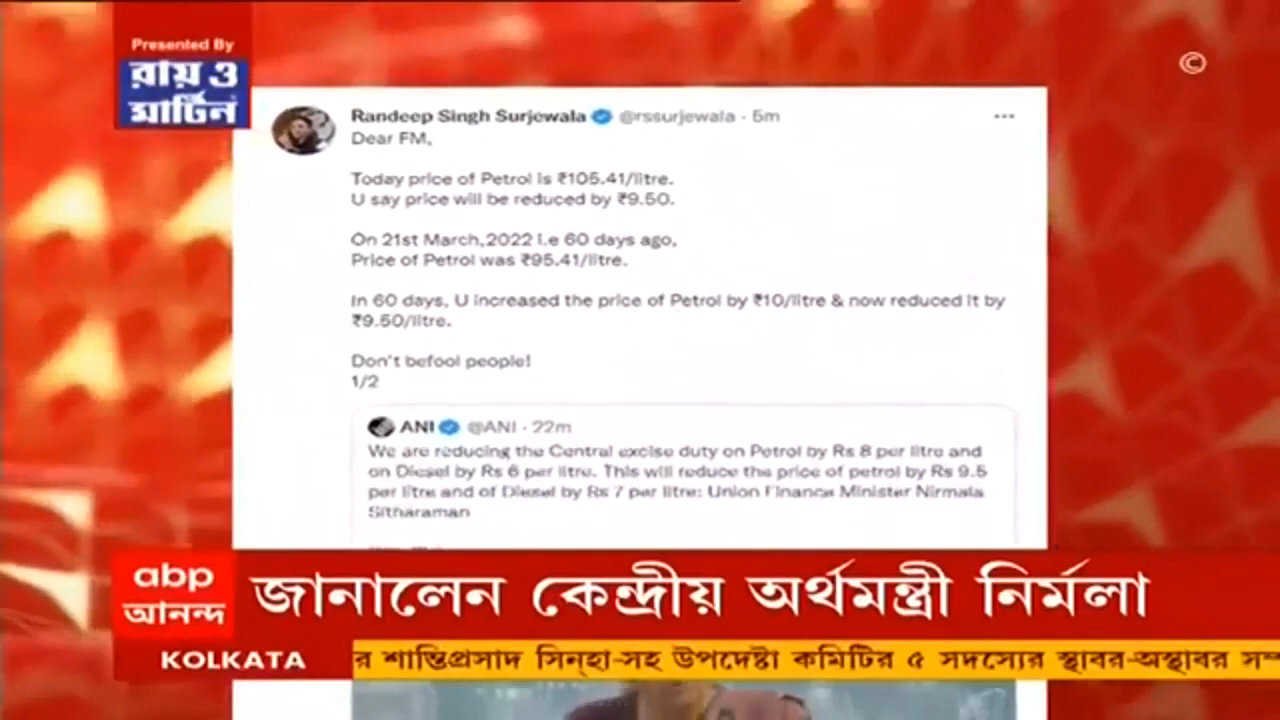 Presented By
রায় ও
মার্টিন
©
Randeep Singh Surjewala @rssurjewala · 5m
Dear FM,
Today price of Petrol is ₹105.41/litre.
U say price will be reduced by ₹9.50.
On 21st March,2022 i.e 60 days ago,
Price of Petrol was ₹95.41/litre.
In 60 days, U increased the price of Petrol by ₹10/litre & now reduced it by
₹9.50/litre.
Don't befool people!
1/2
ANI @ANI · 22m
We are reducing the Central excise duty on Petrol by Rs 8 per litre and
on Diesel by Rs 6 per litre. This will reduce the price of petrol by Rs 9.5
per litre and of Diesel by Rs 7 per litre: Union Finance Minister Nirmala
Sitharaman
abp
আনন্দ
জানালেন কেন্দ্রীয় অর্থমন্ত্রী নির্মলা
KOLKATA
র শান্তিপ্রসাদ সিন্‌হা-সহ উপদেষ্টা কমিটির ৫ সদস্যের স্থাবর-অস্থাবর সম্প